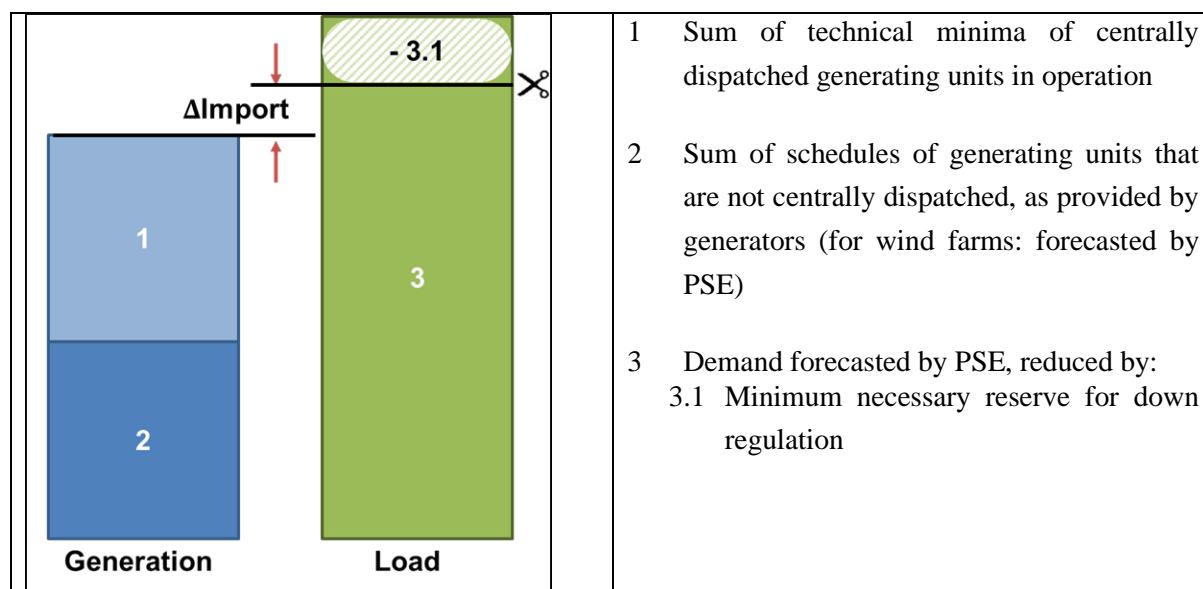 - 3.1
ΔImport
1
3
2
Generation
Load
1 Sum of technical minima of centrally
dispatched generating units in operation
2 Sum of schedules of generating units that
are not centrally dispatched, as provided by
generators (for wind farms: forecasted by
PSE)
3 Demand forecasted by PSE, reduced by:
3.1 Minimum necessary reserve for down
regulation